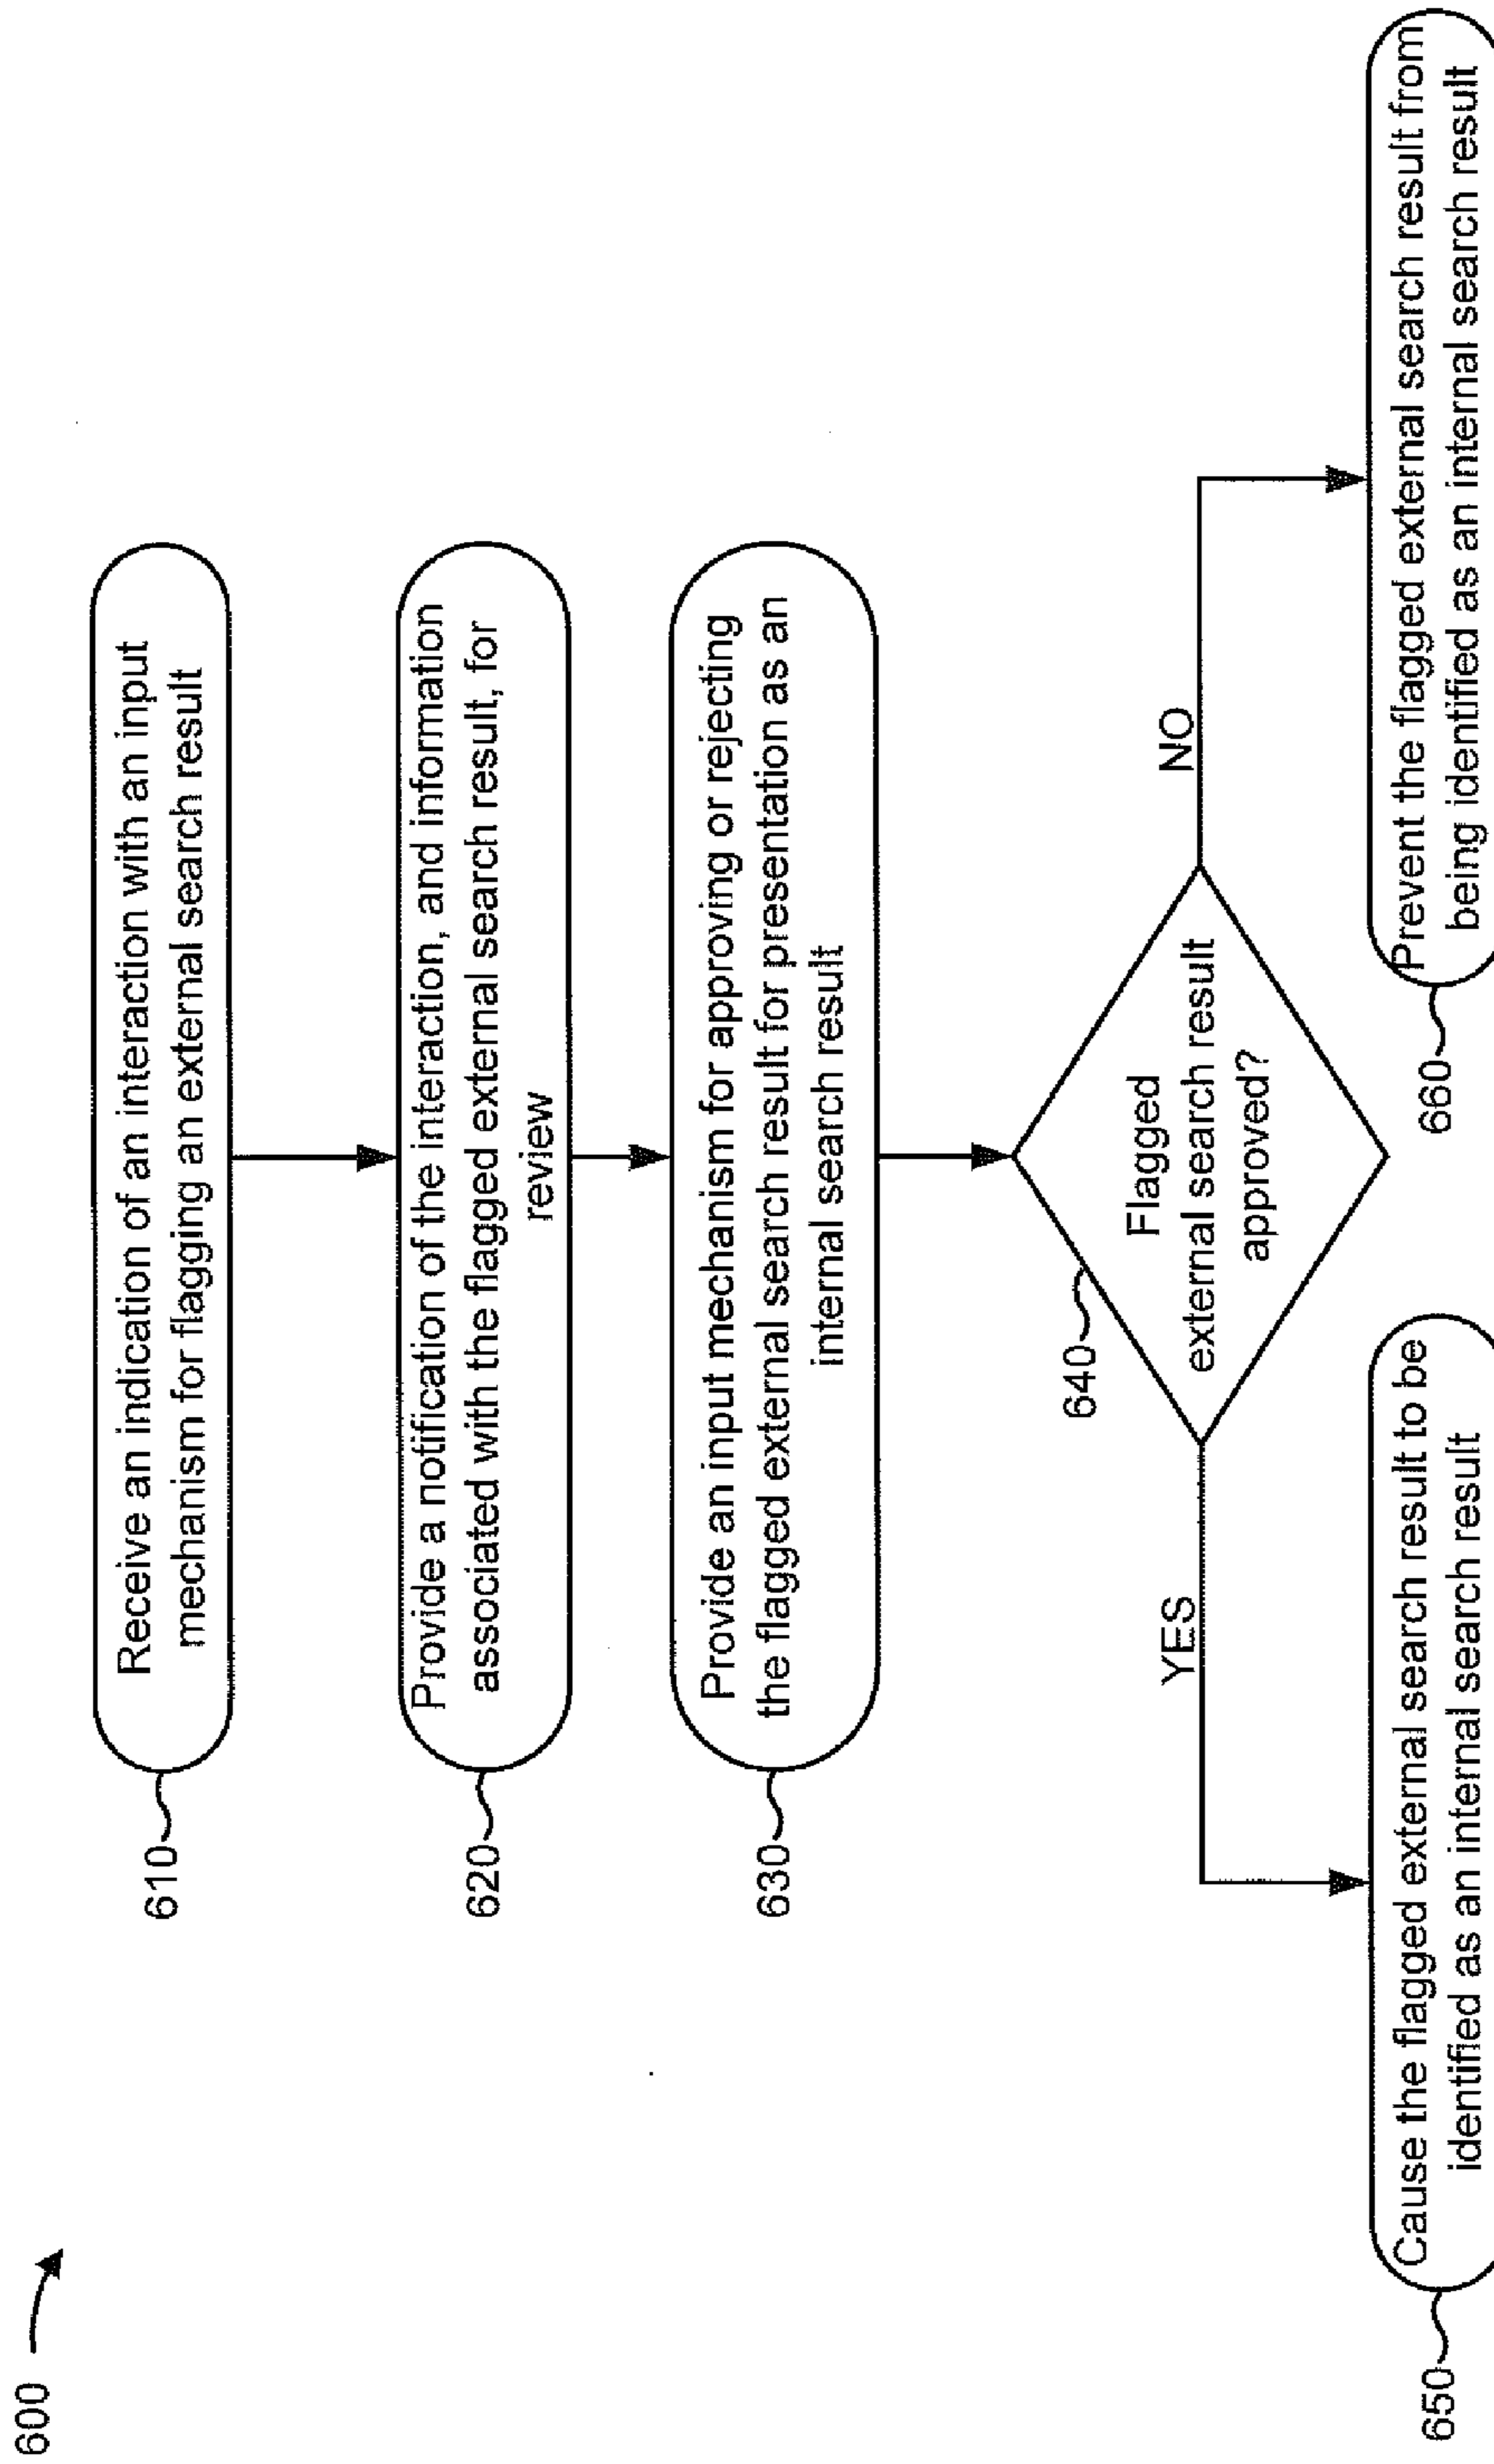 600
610
Receive an indication of an interaction with an input
mechanism for flagging an external search result
620
Provide a notification of the interaction, and information
associated with the flagged external search result, for
review
630
Provide an input mechanism for approving or rejecting
the flagged external search result for presentation as an
internal search result
640
Flagged
external search result
approved?
YES
NO
650
Cause the flagged external search result to be
identified as an internal search result
660
Prevent the flagged external search result from
being identified as an internal search result